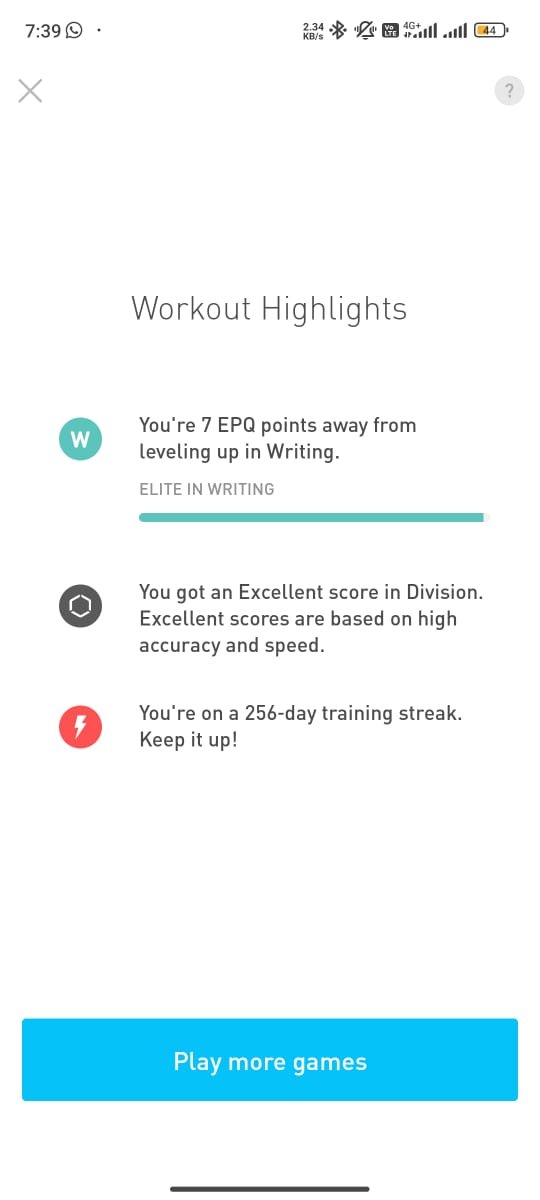 7:39
2.34
KB/s
Vo
LTE
4G+
44
?
Workout Highlights
W
You're 7 EPQ points away from
leveling up in Writing.
ELITE IN WRITING
You got an Excellent score in Division.
Excellent scores are based on high
accuracy and speed.
You're on a 256-day training streak.
Keep it up!
Play more games